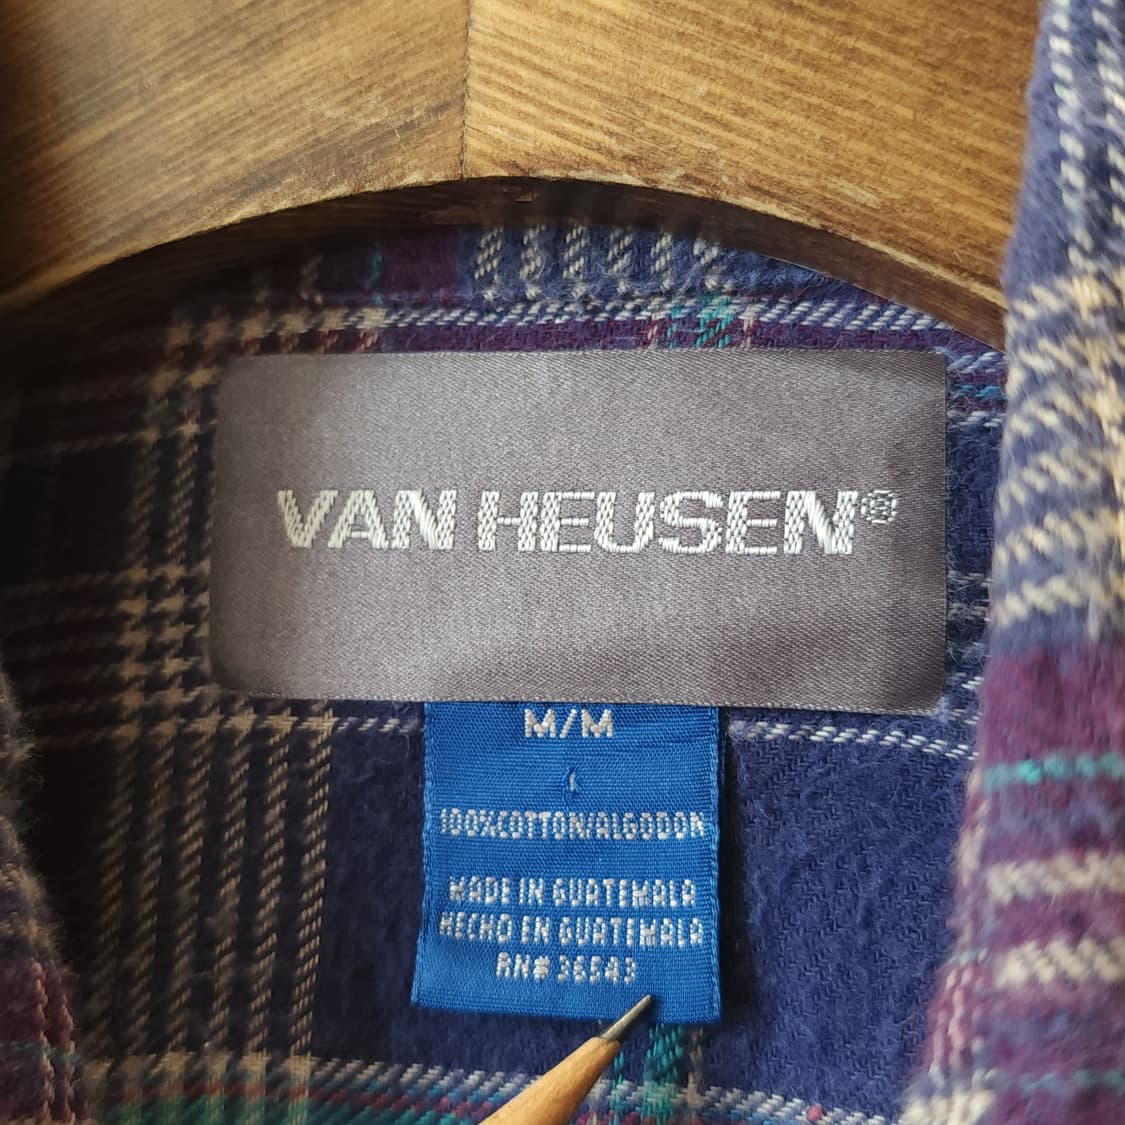 VAN HEUSEN®
M/M
100%COTTON/ALGODON
MADE IN GUATEMALA
HECHO EN GUATEMALA
RN# 36543